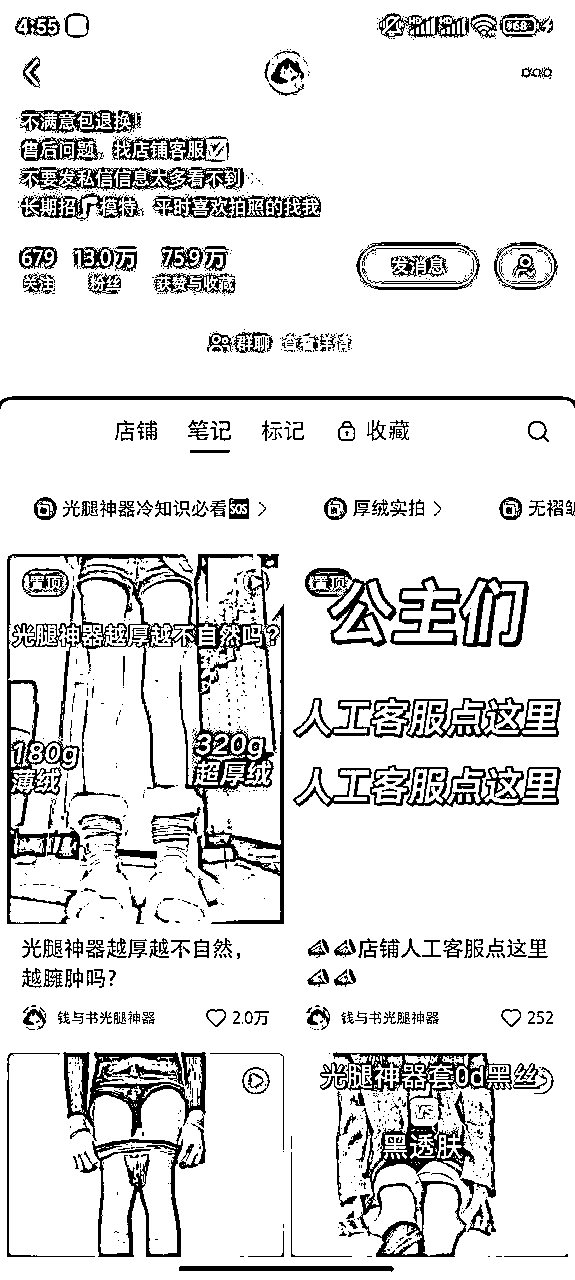 4:55
不满意包退换!
售后问题、找店铺客服
不要发私信信息太多看不到
长期招广摸待、平时喜欢拍照的找我
679 13.0万 75.9万
关注 粉丝 获赞与收藏
发消息
群聊 查看详情
店铺 笔记 标记 收藏
光腿神器冷知识必看SOS
厚绒实拍
无褶皱
置顶
光腿神器越厚越不自然吗?
180g
薄绒
320g
超厚绒
置顶
公主们
人工客服点这里
人工客服点这里
光腿神器越厚越不自然,
越臃肿吗?
钱与书光腿神器 2.0万
店铺人工客服点这里
钱与书光腿神器 252
光腿神器套0d黑丝
黑透肤